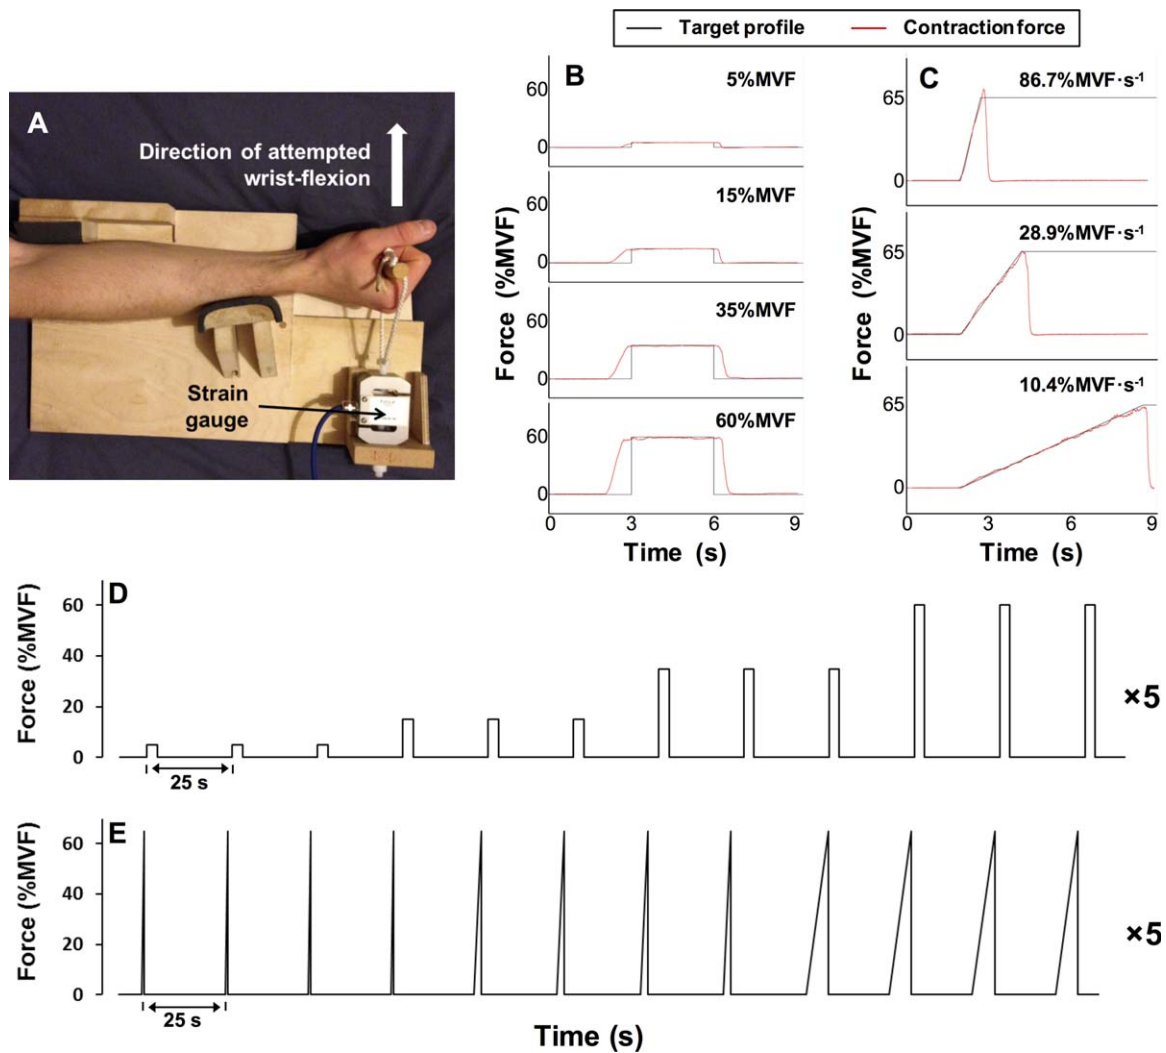 Target profile
Contraction force
A
Direction of attempted
wrist-flexion
Strain
gauge
B
5%MVF
60
0
15%MVF
60
0
35%MVF
60
0
60%MVF
60
0
Force (%MVF)
0
3
6
9
Time (s)
C
86.7%MVF·s-1
65
0
28.9%MVF·s-1
65
0
10.4%MVF·s-1
65
0
Force (%MVF)
0
3
6
9
Time (s)
D
Force (%MVF)
60
40
20
0
25 s
×5
E
Force (%MVF)
60
40
20
0
25 s
×5
Time (s)